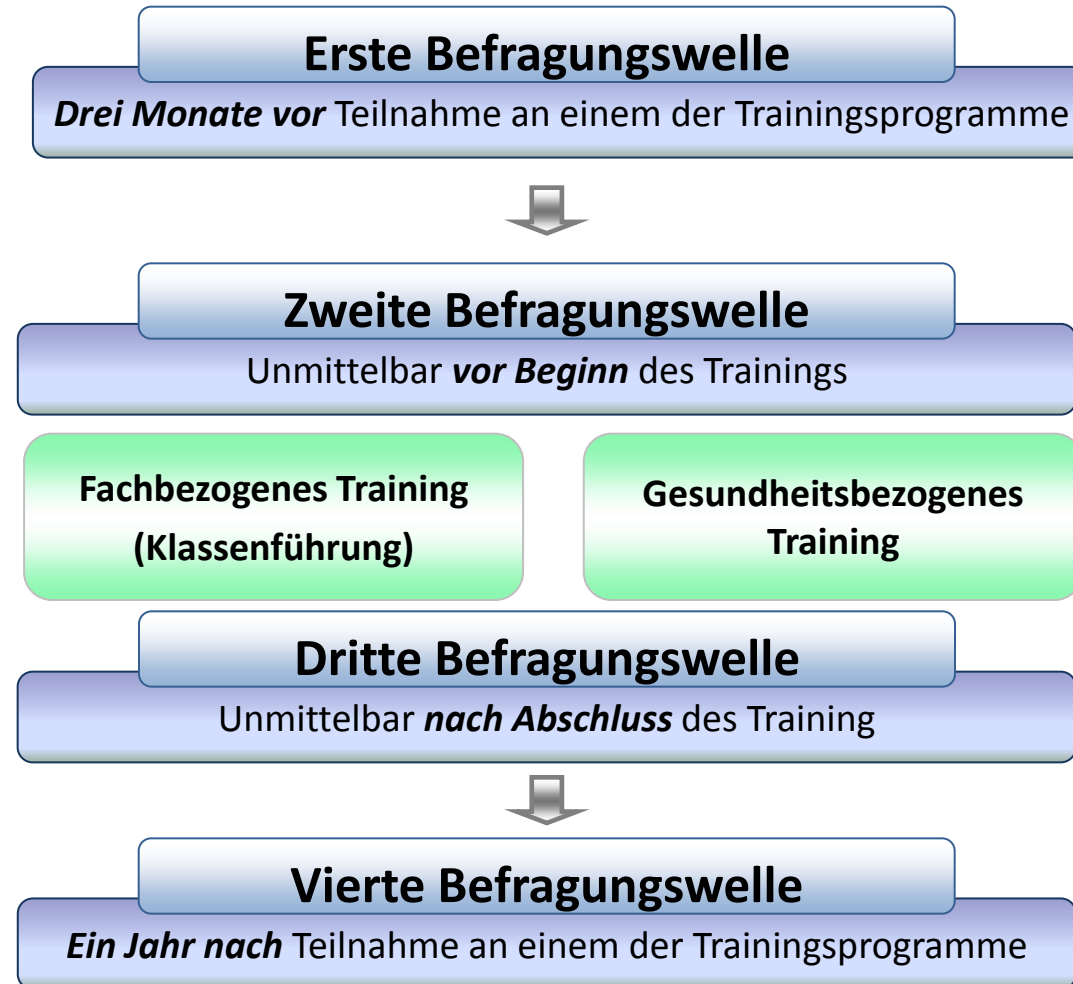 Erste Befragungswelle
Drei Monate vor Teilnahme an einem der Trainingsprogramme
Zweite Befragungswelle
Unmittelbar vor Beginn des Trainings
Fachbezogenes Training
(Klassenführung)
Gesundheitsbezogenes
Training
Dritte Befragungswelle
Unmittelbar nach Abschluss des Training
Vierte Befragungswelle
Ein Jahr nach Teilnahme an einem der Trainingsprogramme